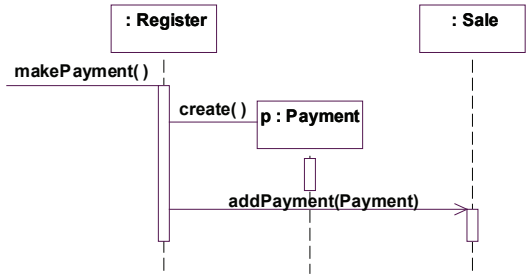 : Register
: Sale
makePayment( )
create( )
p : Payment
addPayment(Payment)